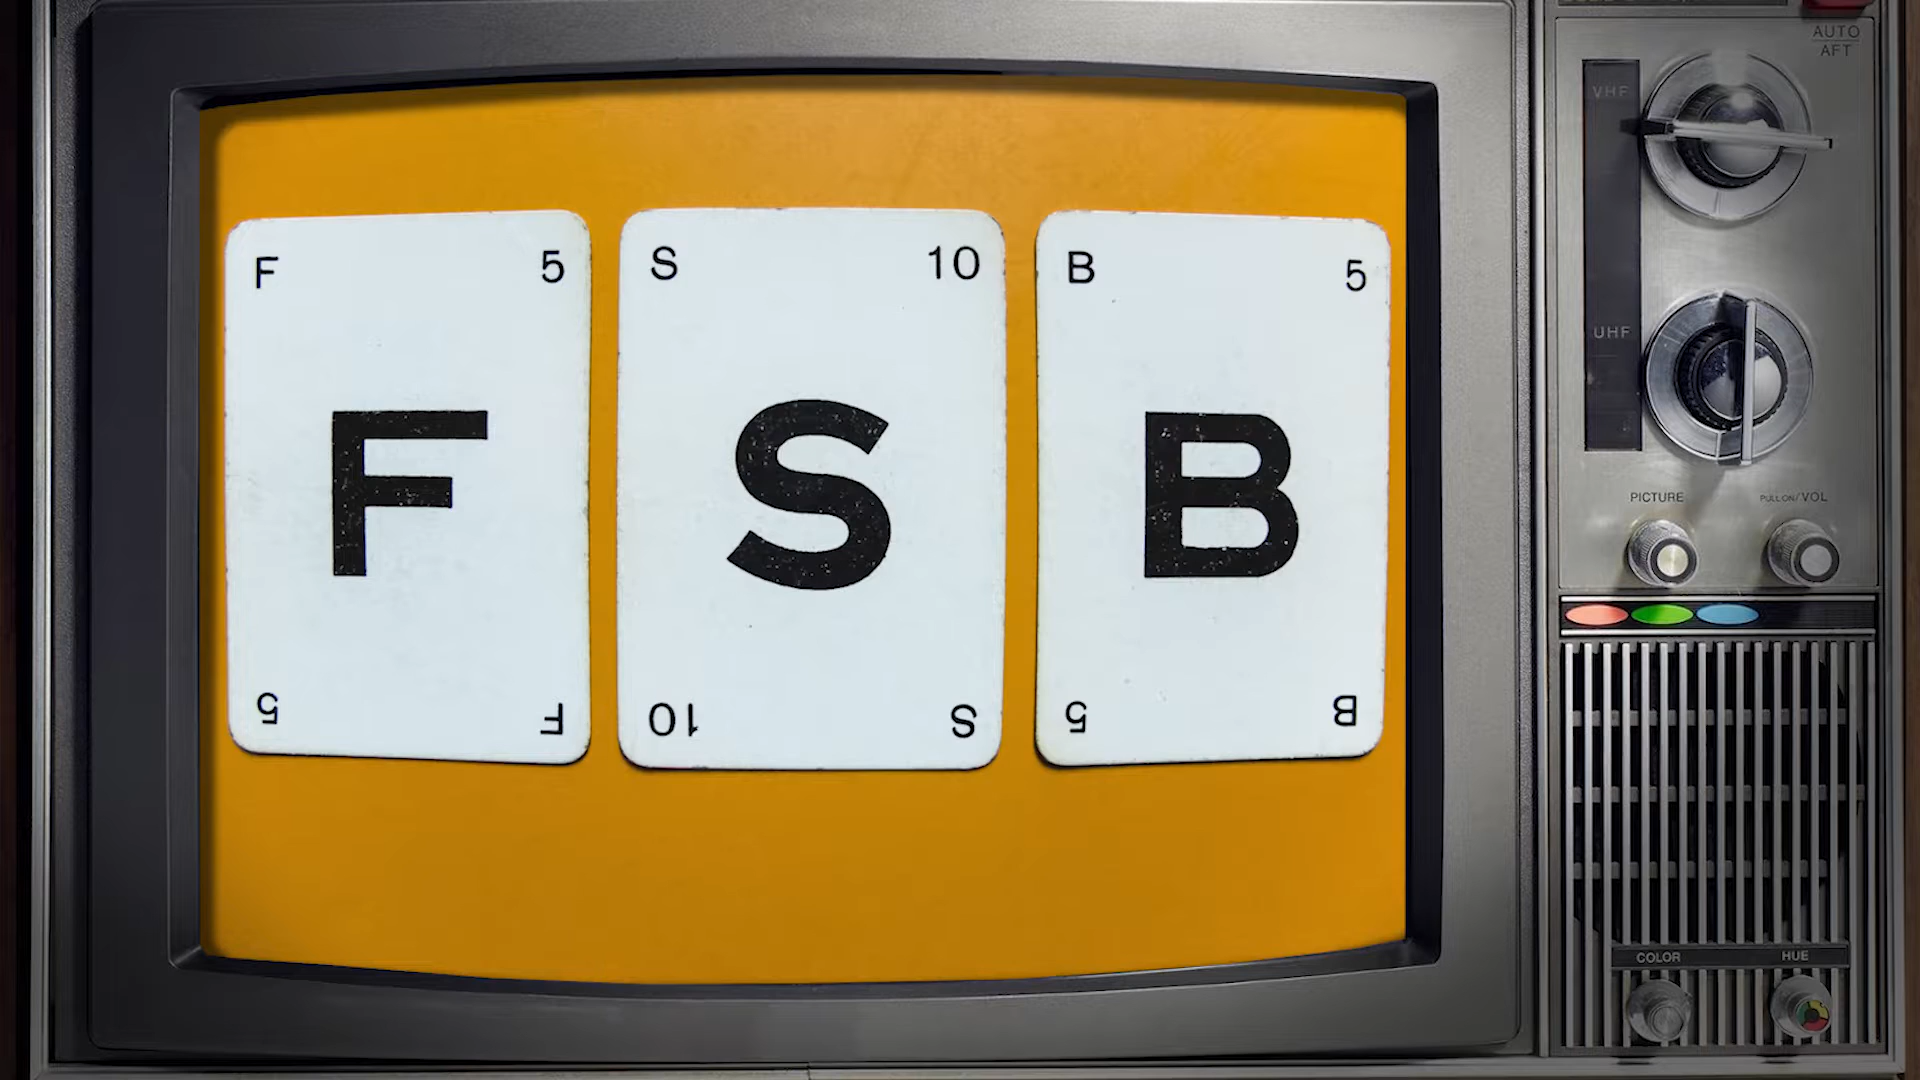 F 5
F
5 F
S 10
S
10 S
B 5
B
5 B
AUTO
AFT
VHF
UHF
PICTURE
PULL ON/VOL
COLOR
HUE